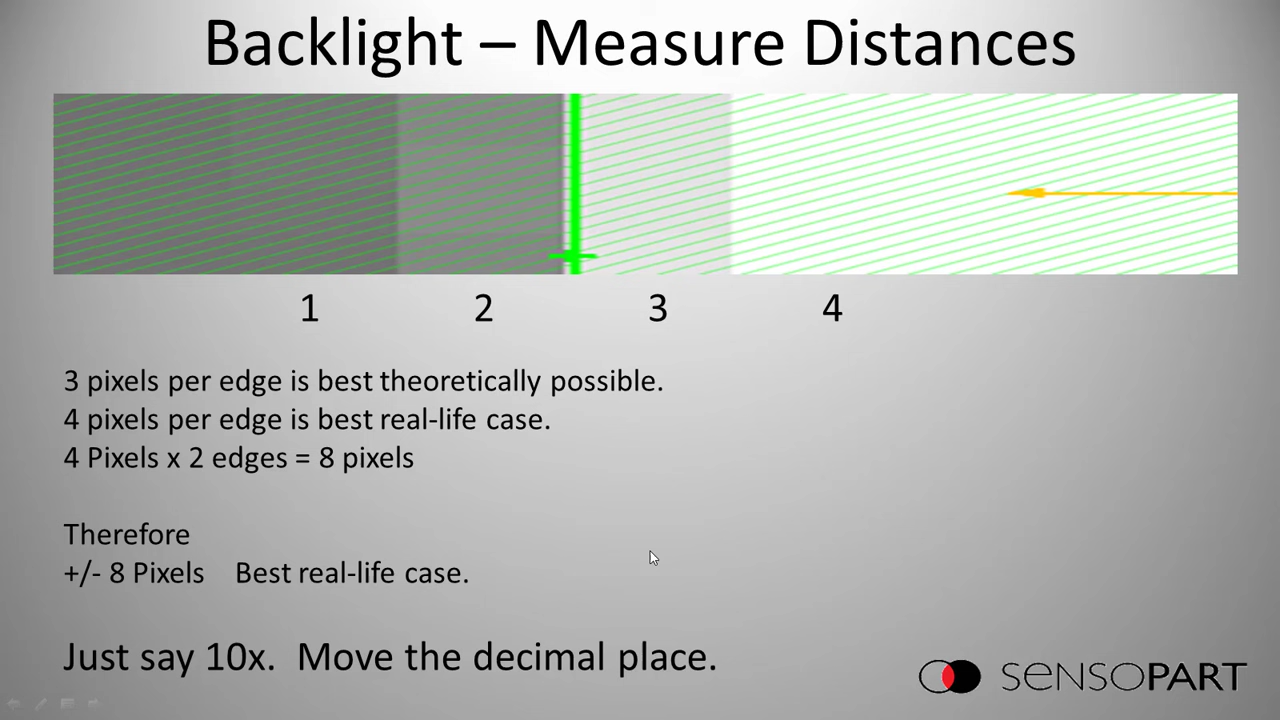 Backlight – Measure Distances
1 2 3 4
3 pixels per edge is best theoretically possible.
4 pixels per edge is best real-life case.
4 Pixels x 2 edges = 8 pixels
Therefore
+/- 8 Pixels Best real-life case.
Just say 10x. Move the decimal place.
SENSOPART